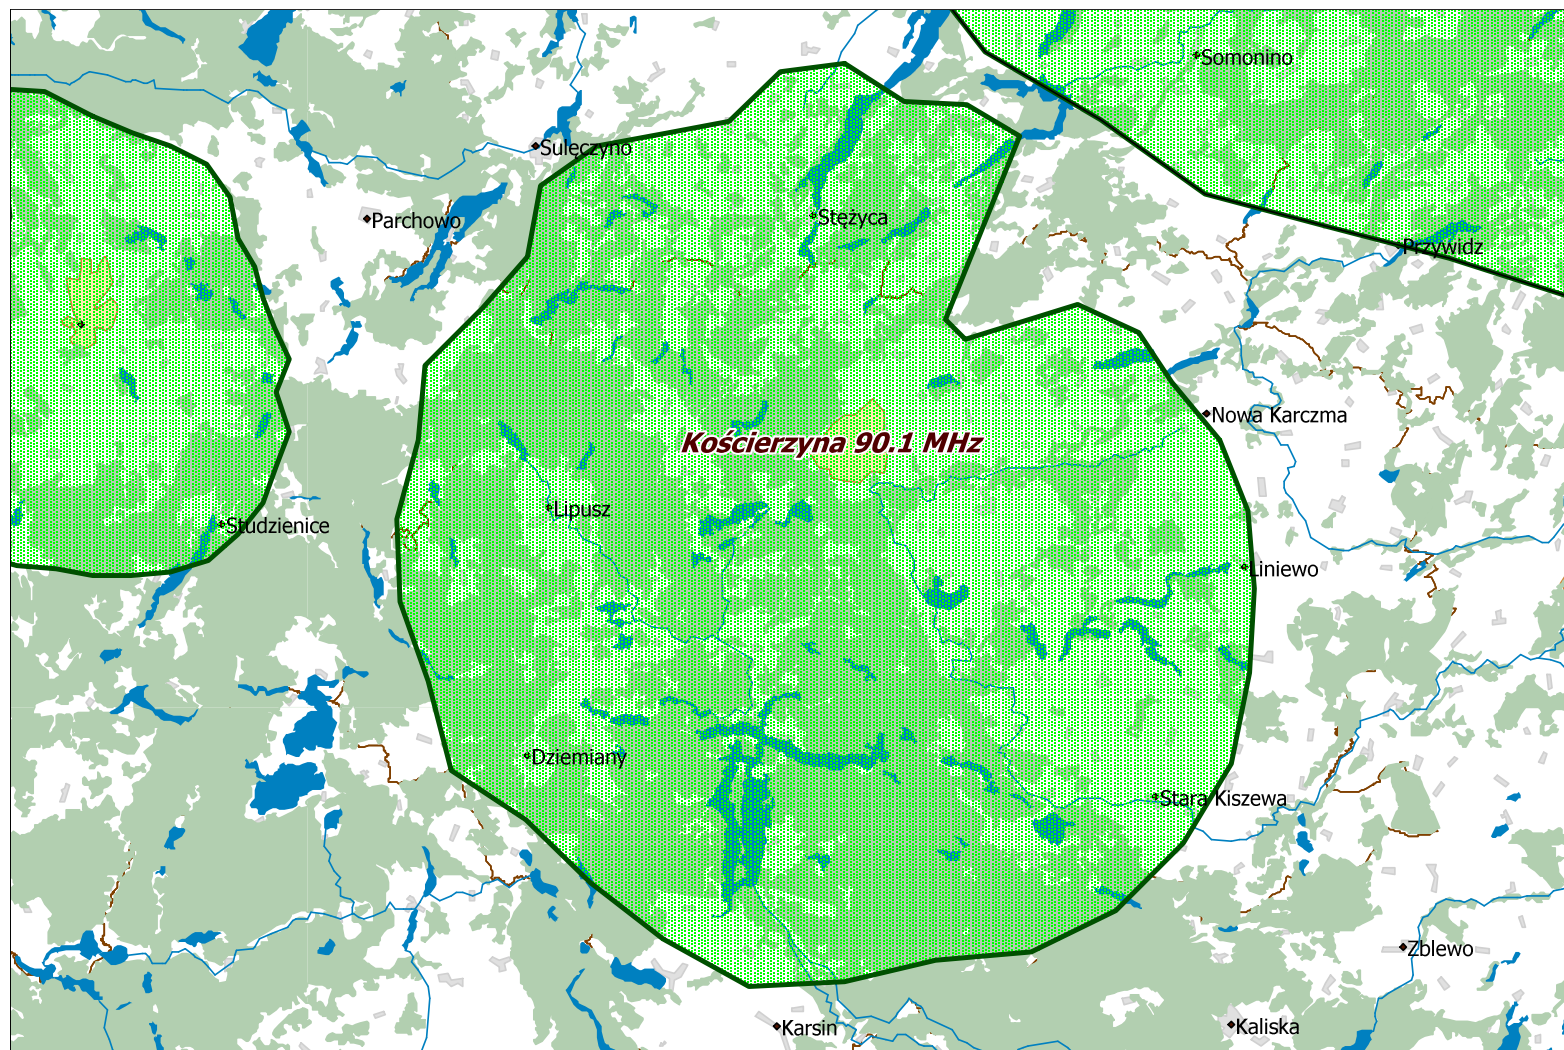 Somonino
Sulęczyno
Parchowo
Stężyca
Przywidz
Nowa Karczma
Kościerzyna 90.1 MHz
Lipusz
Studzienice
Liniewo
Dziemiany
Stara Kiszewa
Zblewo
Karsin
Kaliska